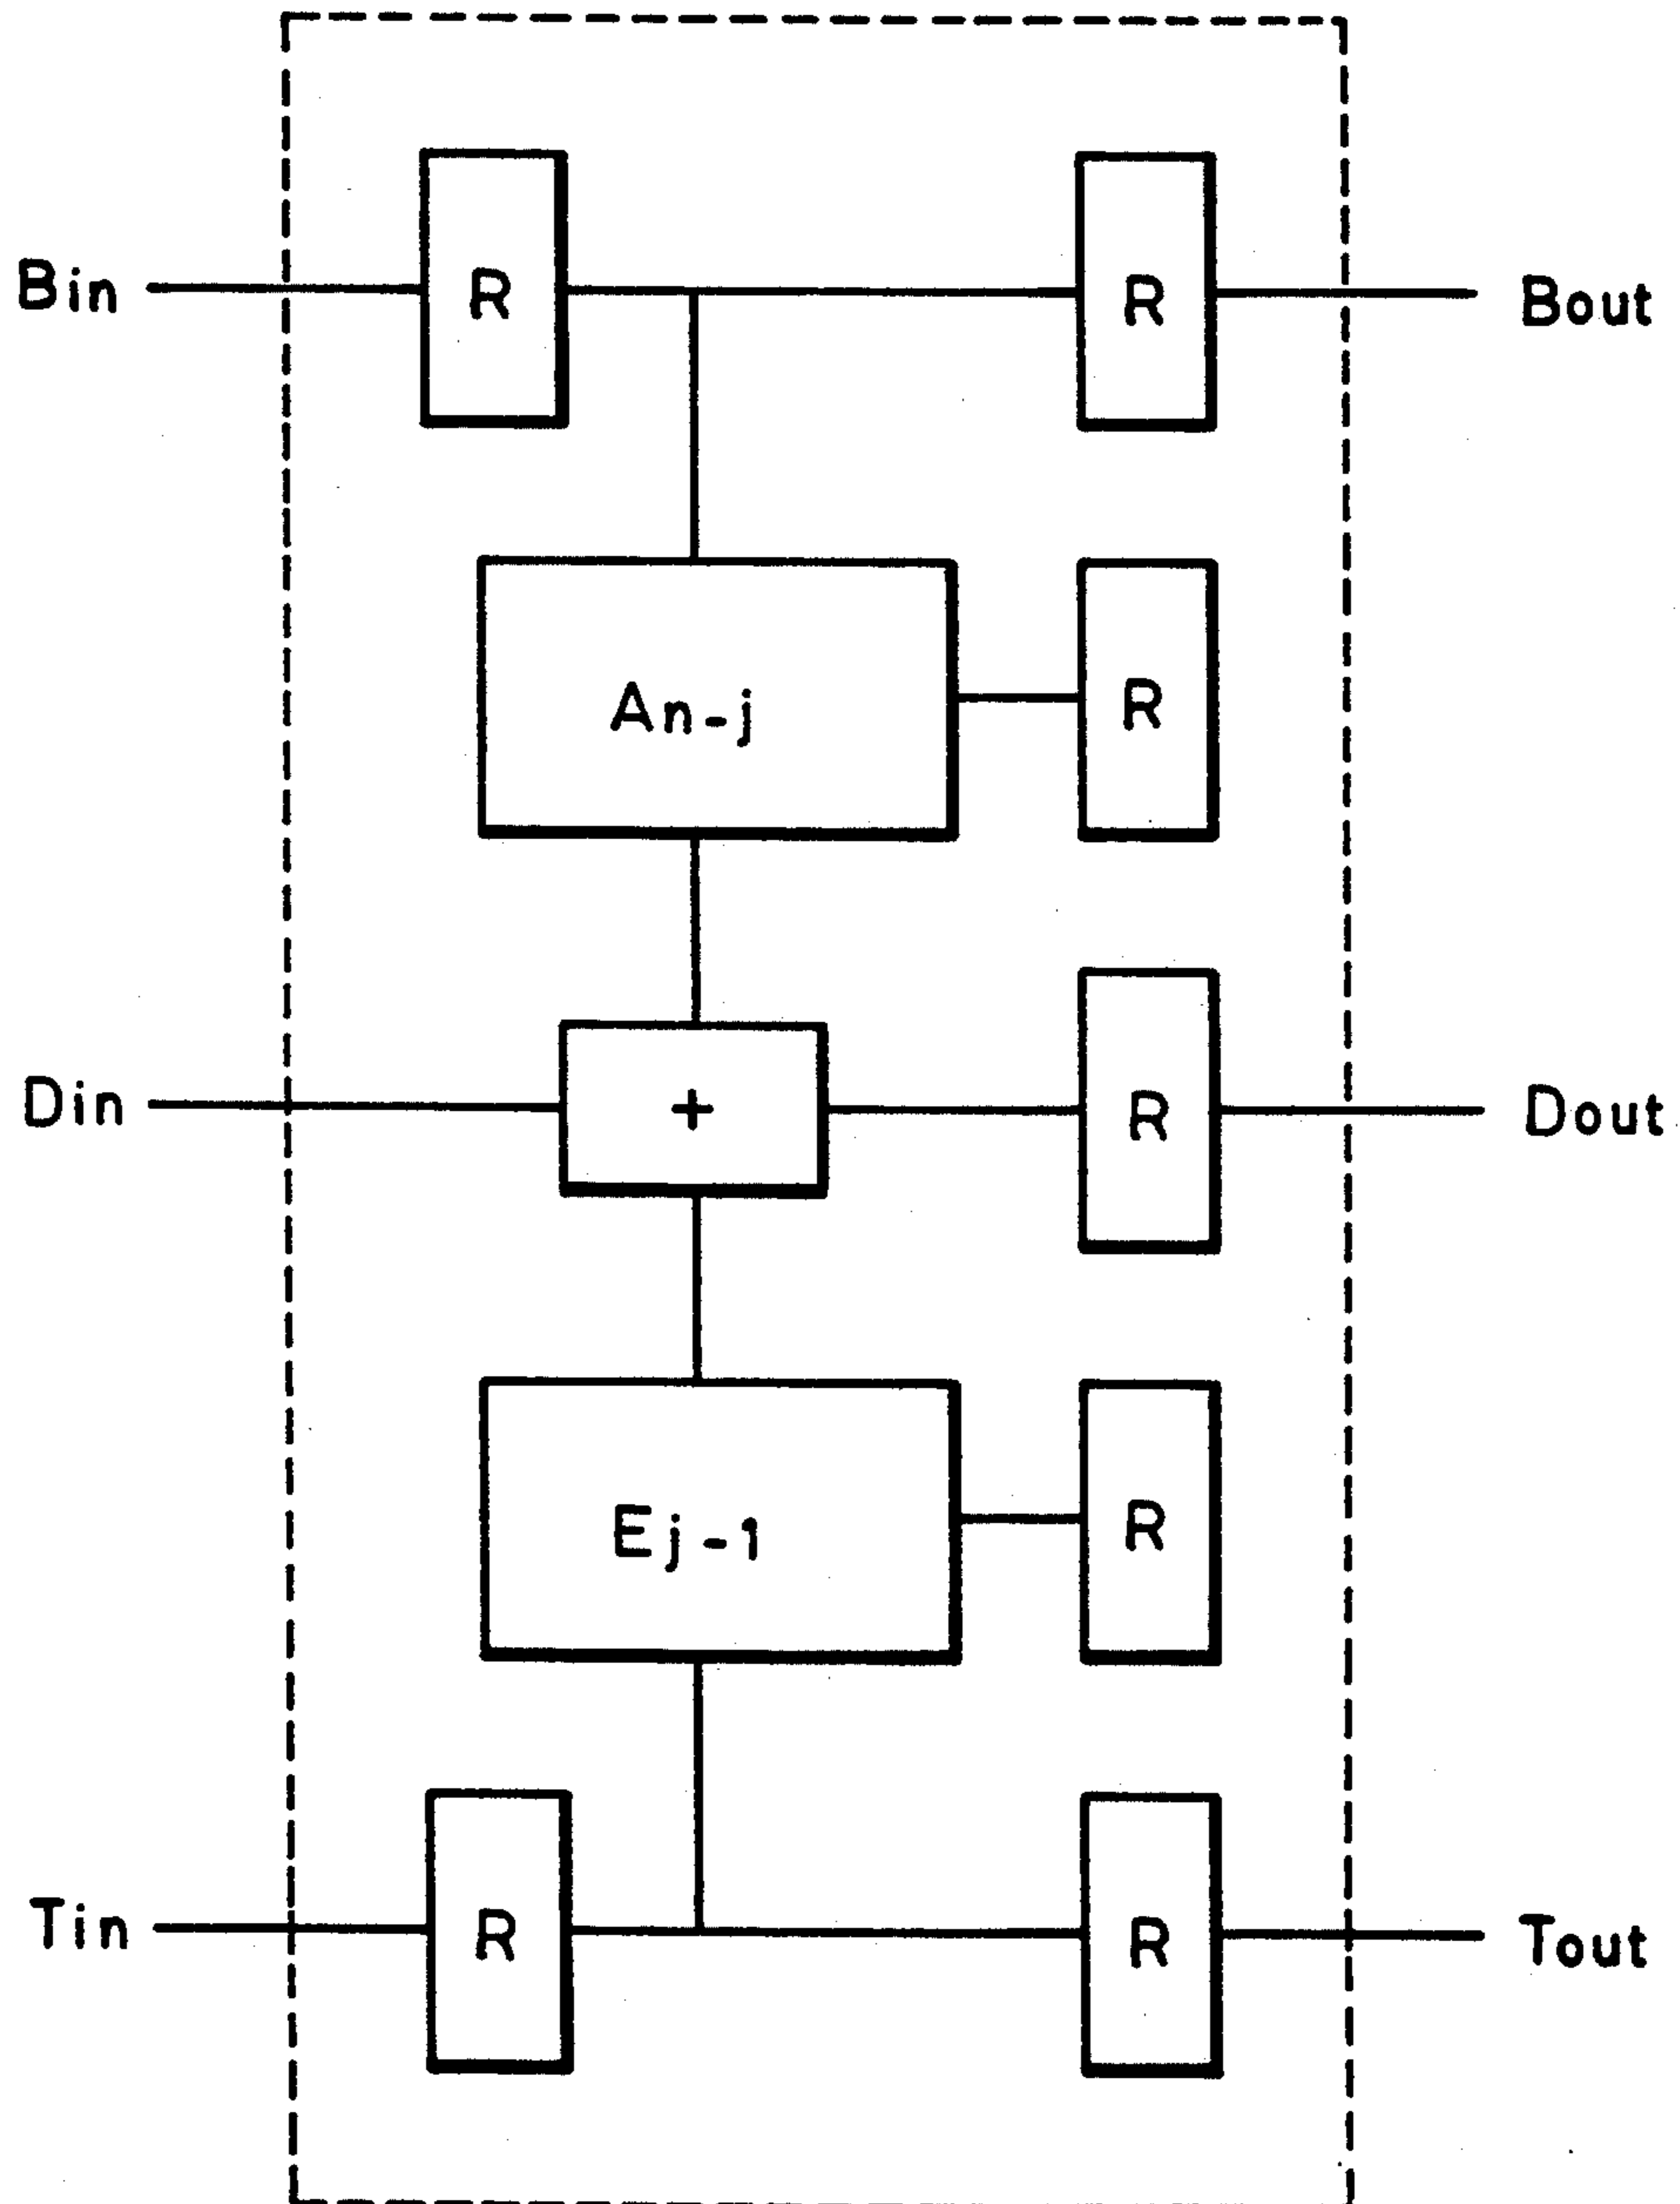 Bin R R Bout
An-j R
Din + R Dout
Ej-1 R
Tin R R Tout